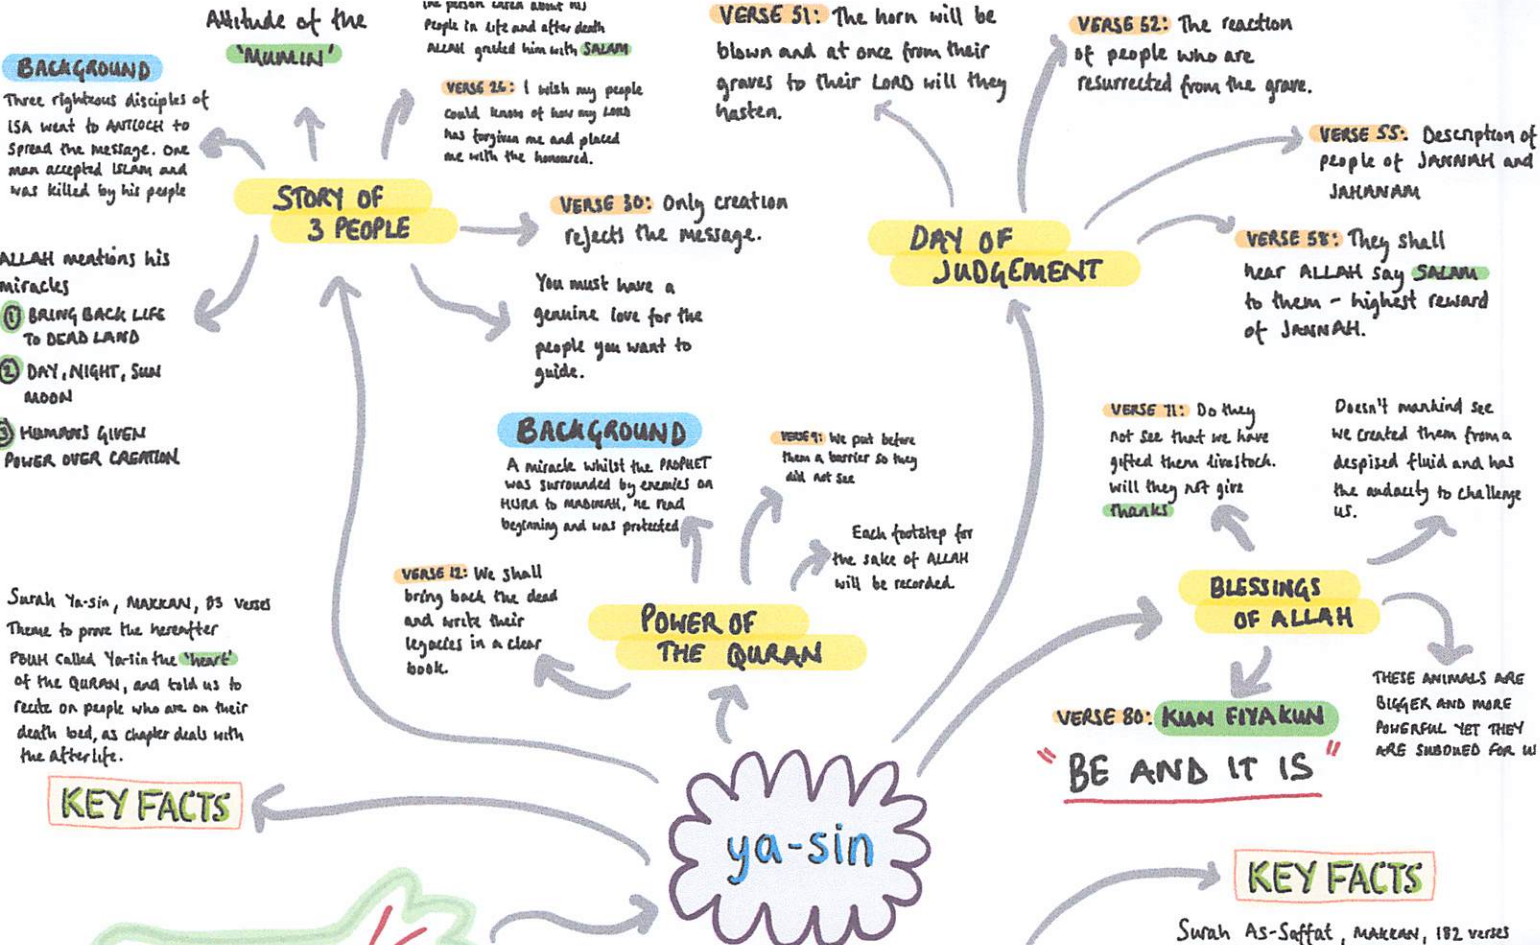 Attitude of the
'MUMIN'
BACKGROUND
Three righteous disciples of
ISA went to ANTIOCH to
spread the message. One
man accepted ISLAM and
was killed by his people
the person cared about his
people in life and after death
ALLAH greeted him with SALAM
VERSE 26: I wish my people
could know of how my LORD
has forgiven me and placed
me with the honoured.
STORY OF
3 PEOPLE
VERSE 30: Only creation
rejects the message.
You must have a
genuine love for the
people you want to
guide.
ALLAH mentions his
miracles
① BRING BACK LIFE
TO DEAD LAND
② DAY, NIGHT, SUN
MOON
③ HUMANS GIVEN
POWER OVER CREATION
VERSE 51: The horn will be
blown and at once from their
graves to their LORD will they
hasten.
VERSE 52: The reaction
of people who are
resurrected from the grave.
VERSE 55: Description of
people of JANNAH and
JAHANAM
VERSE 58: They shall
hear ALLAH say SALAM
to them - highest reward
of JANNAH.
DAY OF
JUDGEMENT
BACKGROUND
A miracle whilst the PROPHET
was surrounded by enemies on
HIJRA to MADINAH, he read
beginning and was protected
VERSE 9: We put before
them a barrier so they
did not see
Each footstep for
the sake of ALLAH
will be recorded.
VERSE 12: We shall
bring back the dead
and write their
legacies in a clear
book.
POWER OF
THE QURAN
VERSE 71: Do they
not see that we have
gifted them livestock.
will they not give
thanks
Doesn't mankind see
we created them from a
despised fluid and has
the audacity to challenge
us.
BLESSINGS
OF ALLAH
THESE ANIMALS ARE
BIGGER AND MORE
POWERFUL YET THEY
ARE SUBDUED FOR U
VERSE 80: KUN FIYAKUN
"BE AND IT IS"
Surah Ya-sin, MAKKAN, 83 verses
Theme to prove the hereafter
PBUH called Ya-sin the 'heart'
of the QURAN, and told us to
recite on people who are on their
death bed, as chapter deals with
the afterlife.
KEY FACTS
ya-sin
KEY FACTS
Surah As-Saffat, MAKKAN, 182 verses